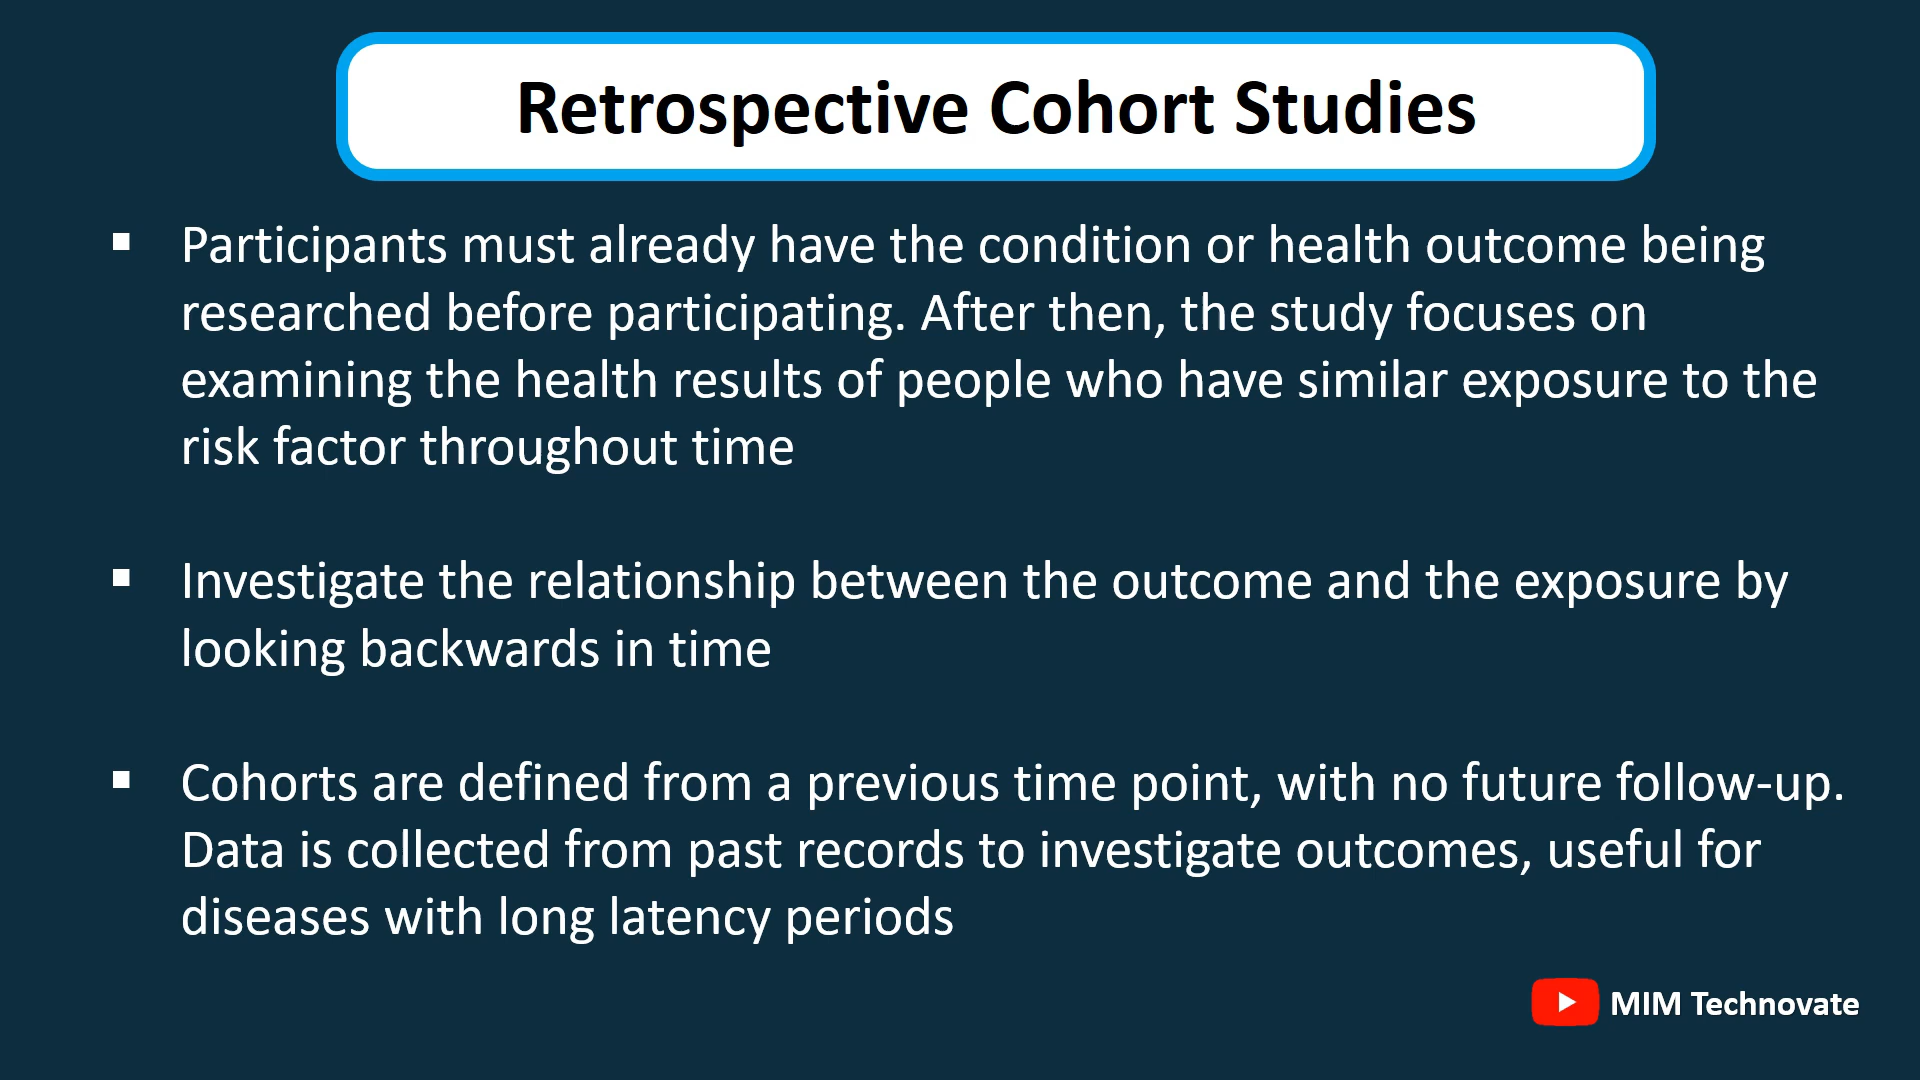 Retrospective Cohort Studies
▪ Participants must already have the condition or health outcome being
researched before participating. After then, the study focuses on
examining the health results of people who have similar exposure to the
risk factor throughout time
▪ Investigate the relationship between the outcome and the exposure by
looking backwards in time
▪ Cohorts are defined from a previous time point, with no future follow-up.
Data is collected from past records to investigate outcomes, useful for
diseases with long latency periods
MIM Technovate